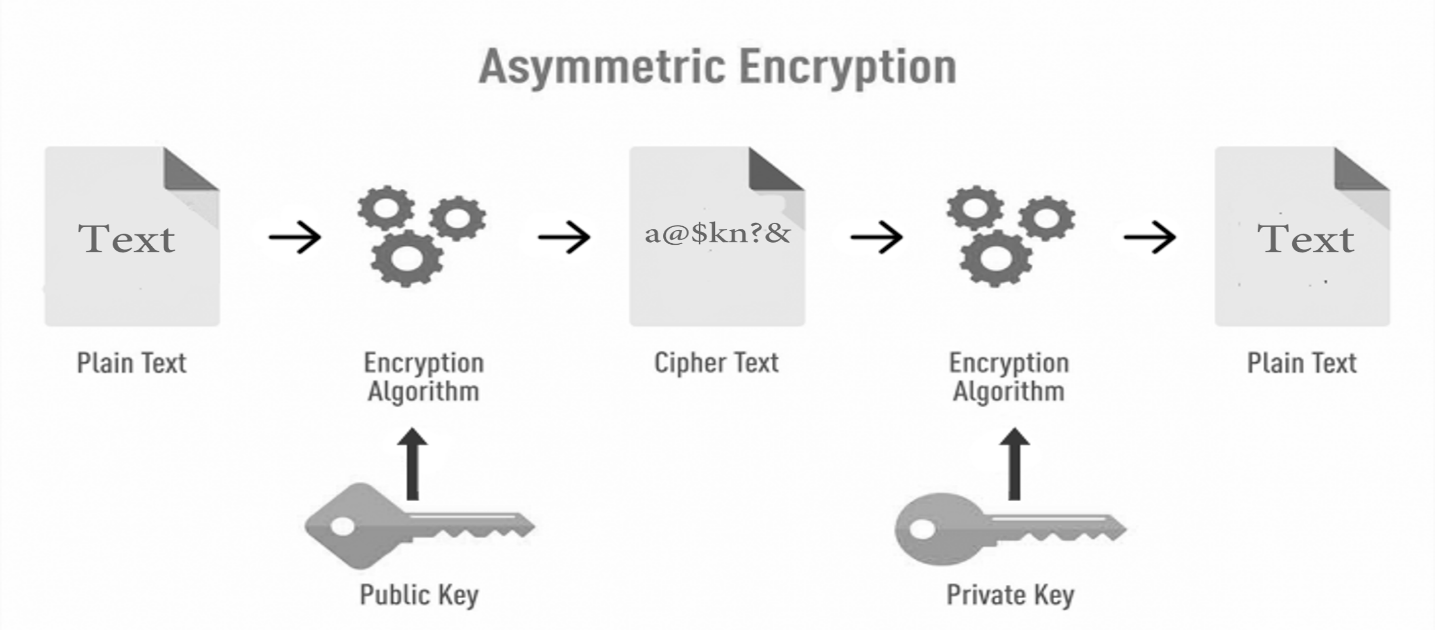 Asymmetric Encryption
Text
a@$kn?&
Text
Plain Text
Encryption
Algorithm
Cipher Text
Encryption
Algorithm
Plain Text
Public Key
Private Key